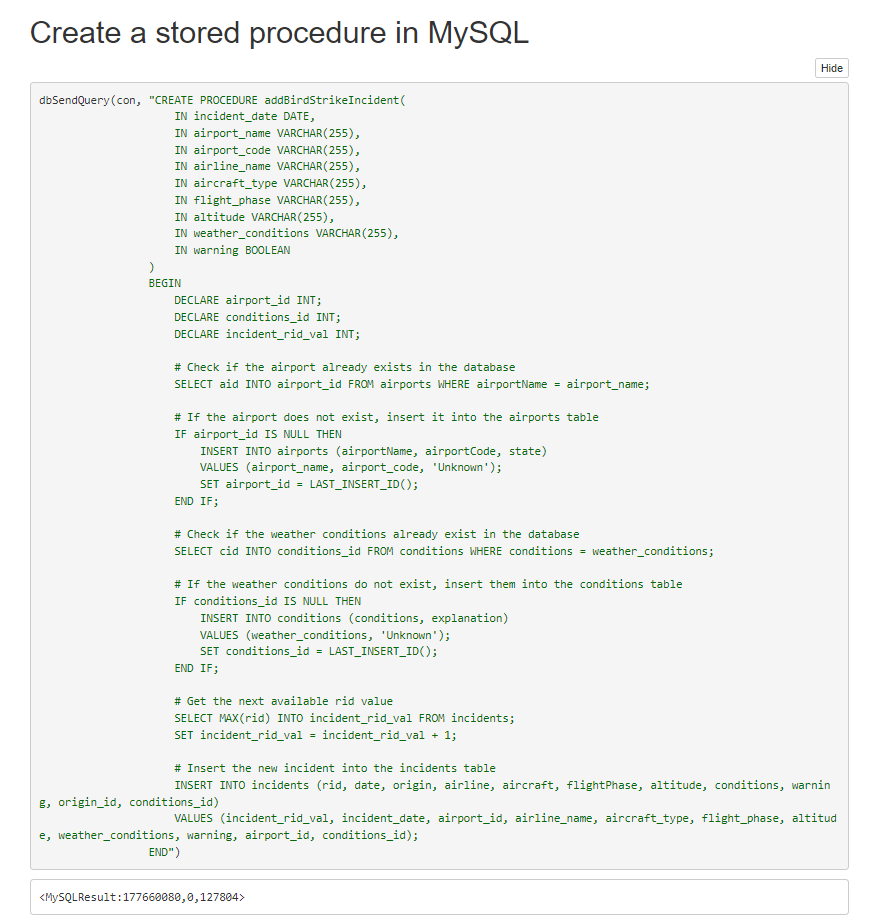 Create a stored procedure in MySQL
Hide
dbSendQuery(con, "CREATE PROCEDURE addBirdStrikeIncident(
IN incident_date DATE,
IN airport_name VARCHAR(255),
IN airport_code VARCHAR(255),
IN airline_name VARCHAR(255),
IN aircraft_type VARCHAR(255),
IN flight_phase VARCHAR(255),
IN altitude VARCHAR(255),
IN weather_conditions VARCHAR(255),
IN warning BOOLEAN
)
BEGIN
DECLARE airport_id INT;
DECLARE conditions_id INT;
DECLARE incident_rid_val INT;
# Check if the airport already exists in the database
SELECT aid INTO airport_id FROM airports WHERE airportName = airport_name;
# If the airport does not exist, insert it into the airports table
IF airport_id IS NULL THEN
INSERT INTO airports (airportName, airportCode, state)
VALUES (airport_name, airport_code, 'Unknown');
SET airport_id = LAST_INSERT_ID();
END IF;
# Check if the weather conditions already exist in the database
SELECT cid INTO conditions_id FROM conditions WHERE conditions = weather_conditions;
# If the weather conditions do not exist, insert them into the conditions table
IF conditions_id IS NULL THEN
INSERT INTO conditions (conditions, explanation)
VALUES (weather_conditions, 'Unknown');
SET conditions_id = LAST_INSERT_ID();
END IF;
# Get the next available rid value
SELECT MAX(rid) INTO incident_rid_val FROM incidents;
SET incident_rid_val = incident_rid_val + 1;
# Insert the new incident into the incidents table
INSERT INTO incidents (rid, date, origin, airline, aircraft, flightPhase, altitude, conditions, warnin
g, origin_id, conditions_id)
VALUES (incident_rid_val, incident_date, airport_id, airline_name, aircraft_type, flight_phase, altitud
e, weather_conditions, warning, airport_id, conditions_id);
END")
<MySQLResult:177660080,0,127804>